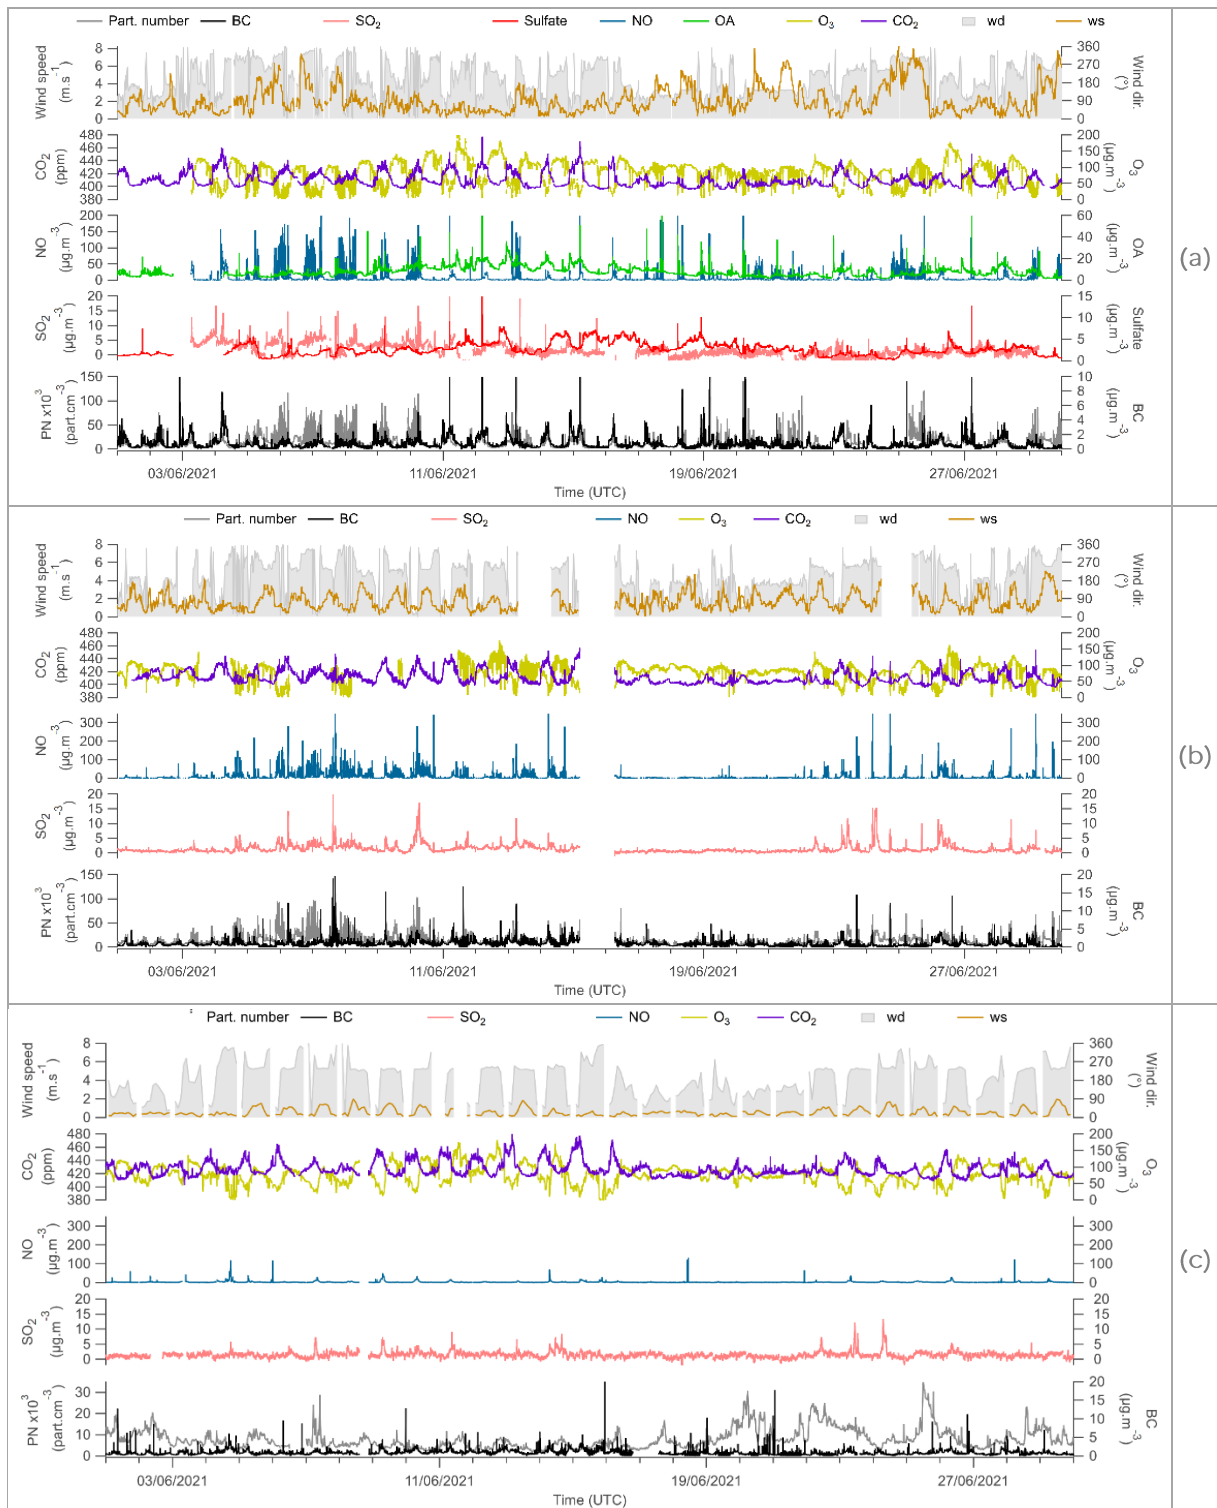 Part. number BC SO2 Sulfate NO OA O3 CO2 wd ws
Wind speed (m.s-1)
8 6 4 2 0
360 270 180 90 0
Wind dir. (°)
CO2 (ppm)
480 460 440 420 400 380
200 150 100 50 0
O3 (µg.m-3)
NO (µg.m-3)
200 150 100 50 0
60 40 20 0
OA (µg.m-3)
SO2 (µg.m-3)
20 15 10 5 0
15 10 5 0
Sulfate (µg.m-3)
PN x103 (part.cm-3)
150 100 50 0
10 8 6 4 2 0
BC (µg.m-3)
03/06/2021 11/06/2021 19/06/2021 27/06/2021
Time (UTC)
(a)
Part. number BC SO2 NO O3 CO2 wd ws
Wind speed (m.s-1)
8 6 4 2 0
360 270 180 90 0
Wind dir. (°)
CO2 (ppm)
480 460 440 420 400 380
200 150 100 50 0
O3 (µg.m-3)
NO (µg.m-3)
300 200 100 0
300 200 100 0
SO2 (µg.m-3)
20 15 10 5 0
20 15 10 5 0
PN x103 (part.cm-3)
150 100 50 0
20 15 10 5 0
BC (µg.m-3)
03/06/2021 11/06/2021 19/06/2021 27/06/2021
Time (UTC)
(b)
Part. number BC SO2 NO O3 CO2 wd ws
Wind speed (m.s-1)
8 6 4 2 0
360 270 180 90 0
Wind dir. (°)
CO2 (ppm)
480 460 440 420 400 380
200 150 100 50 0
O3 (µg.m-3)
NO (µg.m-3)
300 200 100 0
300 200 100 0
SO2 (µg.m-3)
20 15 10 5 0
20 15 10 5 0
PN x103 (part.cm-3)
30 20 10 0
20 15 10 5 0
BC (µg.m-3)
03/06/2021 11/06/2021 19/06/2021 27/06/2021
Time (UTC)
(c)